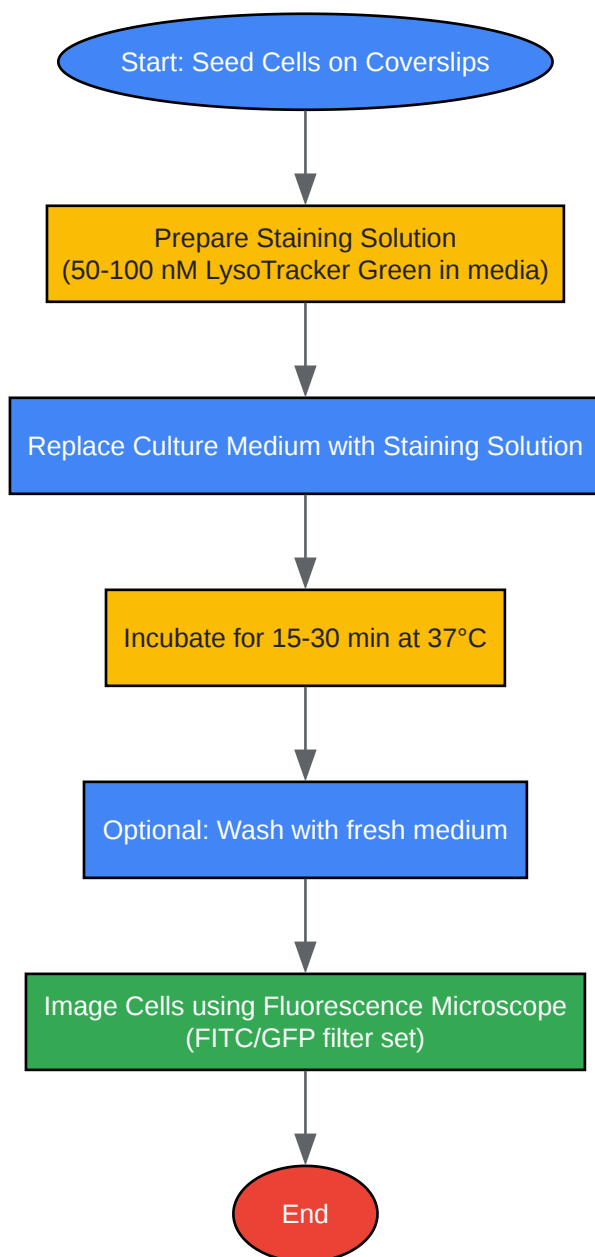 Start: Seed Cells on Coverslips
Prepare Staining Solution
(50-100 nM LysoTracker Green in media)
Replace Culture Medium with Staining Solution
Incubate for 15-30 min at 37°C
Optional: Wash with fresh medium
Image Cells using Fluorescence Microscope
(FITC/GFP filter set)
End